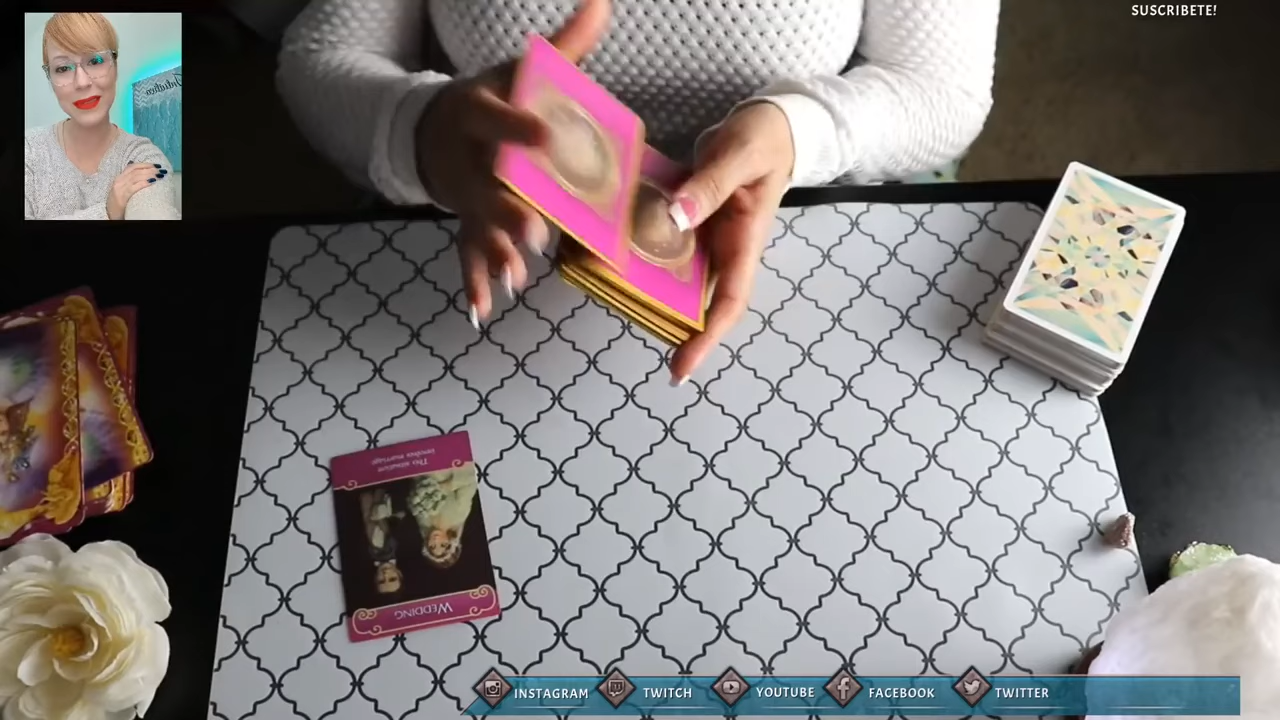 SUSCRIBETE!
This situation
involves marriage
WEDDING
INSTAGRAM
TWITCH
YOUTUBE
FACEBOOK
TWITTER